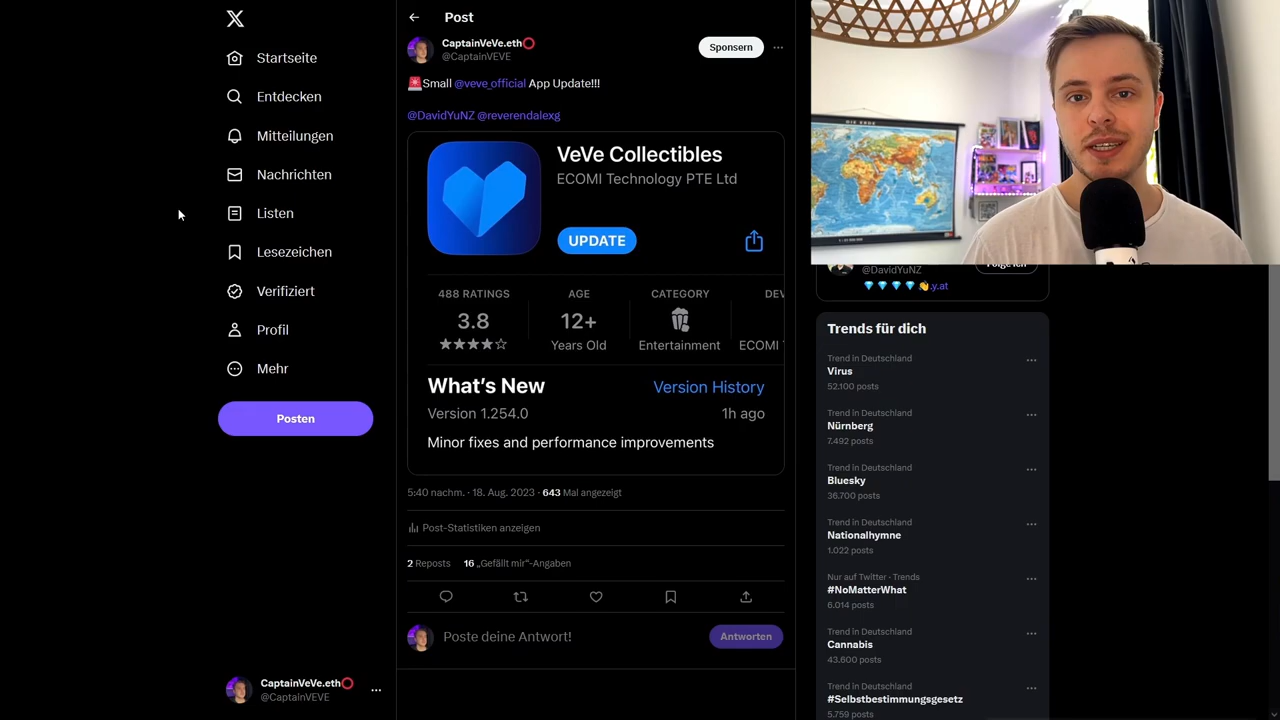 Startseite
Entdecken
Mitteilungen
Nachrichten
Listen
Lesezeichen
Verifiziert
Profil
Mehr
Posten
CaptainVeVe.eth⭕
@CaptainVEVE
Post
CaptainVeVe.eth⭕
@CaptainVEVE
Sponsern
🚨Small @veve_official App Update!!!
@DavidYuNZ @reverendalexg
VeVe Collectibles
ECOMI Technology PTE Ltd
UPDATE
488 RATINGS
3.8
AGE
12+
Years Old
CATEGORY
Entertainment
DEV
ECOMI
What's New
Version History
Version 1.254.0
1h ago
Minor fixes and performance improvements
5:40 nachm. · 18. Aug. 2023 · 643 Mal angezeigt
Post-Statistiken anzeigen
2 Reposts 16 „Gefällt mir“-Angaben
Poste deine Antwort!
Antworten
@DavidYuNZ
💎 💎 💎 💎 👏.y.at
Trends für dich
Trend in Deutschland
Virus
52.100 posts
Trend in Deutschland
Nürnberg
7.492 posts
Trend in Deutschland
Bluesky
36.700 posts
Trend in Deutschland
Nationalhymne
1.022 posts
Nur auf Twitter · Trends
#NoMatterWhat
6.014 posts
Trend in Deutschland
Cannabis
43.600 posts
Trend in Deutschland
#Selbstbestimmungsgesetz
5.759 posts